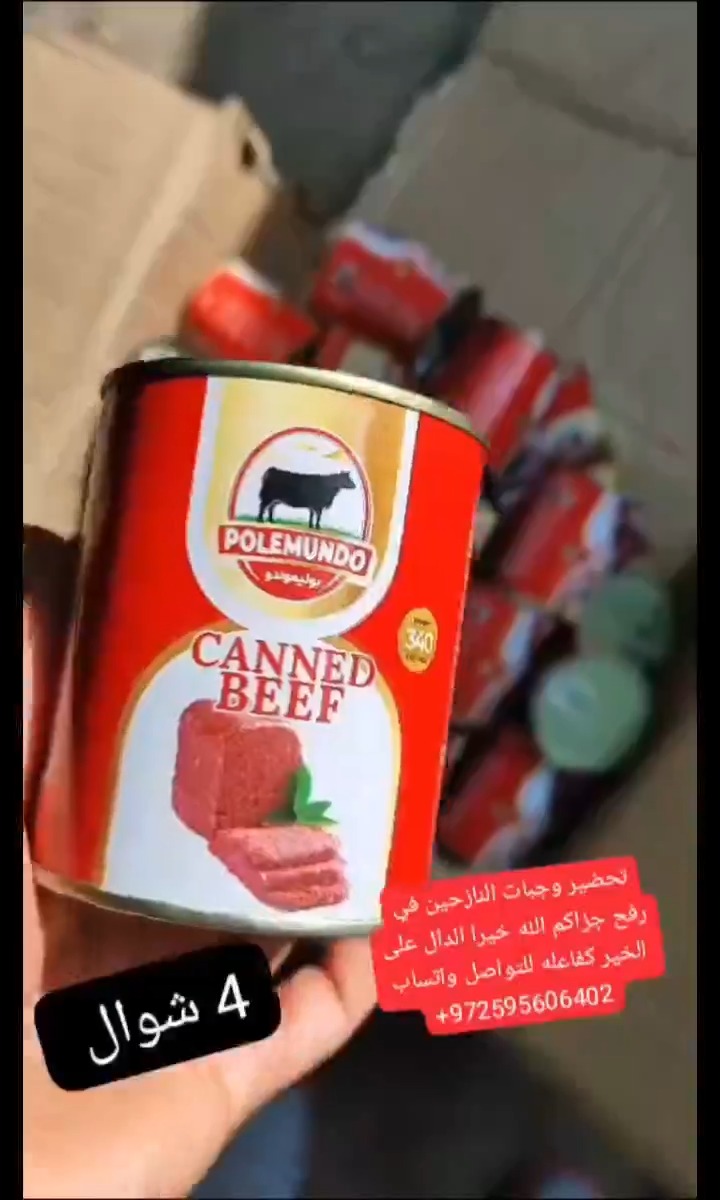 POLEMUNDO
بوليموندو
340
CANNED
BEEF
تحضير وجبات النازحين في
رفح جزاكم الله خيرا الدال على
الخير كفاعله للتواصل واتساب
+972595606402
4 شوال